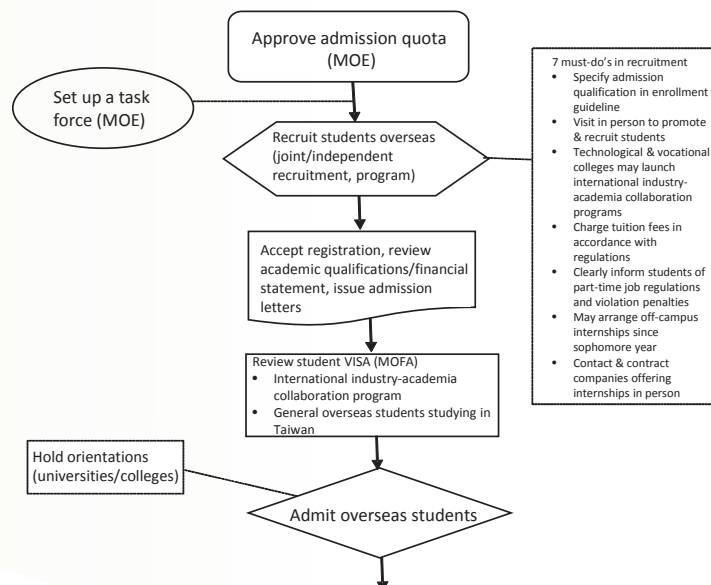 Approve admission quota
(MOE)
Set up a task
force (MOE)
Recruit students overseas
(joint/independent
recruitment, program)
7 must-do's in recruitment
• Specify admission
qualification in enrollment
guideline
• Visit in person to promote
& recruit students
• Technological & vocational
colleges may launch
international industry-
academia collaboration
programs
• Charge tuition fees in
accordance with
regulations
• Clearly inform students of
part-time job regulations
and violation penalties
• May arrange off-campus
internships since
sophomore year
• Contact & contract
companies offering
internships in person
Accept registration, review
academic qualifications/financial
statement, issue admission
letters
Review student VISA (MOFA)
• International industry-academia
collaboration program
• General overseas students studying in
Taiwan
Hold orientations
(universities/colleges)
Admit overseas students